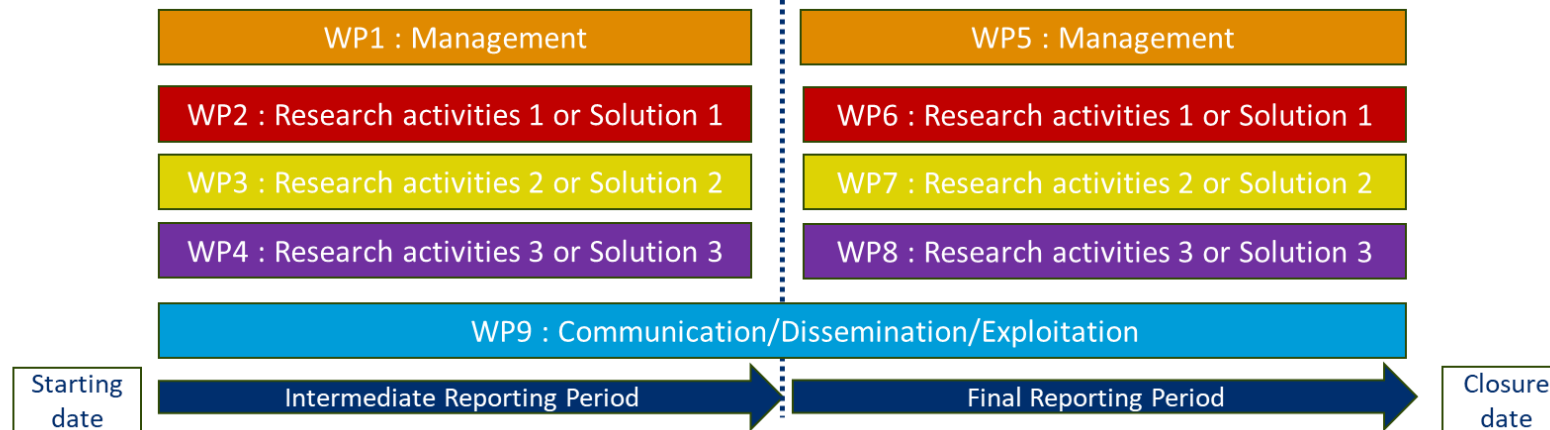 WP1 : Management
WP5 : Management
WP2 : Research activities 1 or Solution 1
WP6 : Research activities 1 or Solution 1
WP3 : Research activities 2 or Solution 2
WP7 : Research activities 2 or Solution 2
WP4 : Research activities 3 or Solution 3
WP8 : Research activities 3 or Solution 3
WP9 : Communication/Dissemination/Exploitation
Starting
date
Intermediate Reporting Period
Final Reporting Period
Closure
date